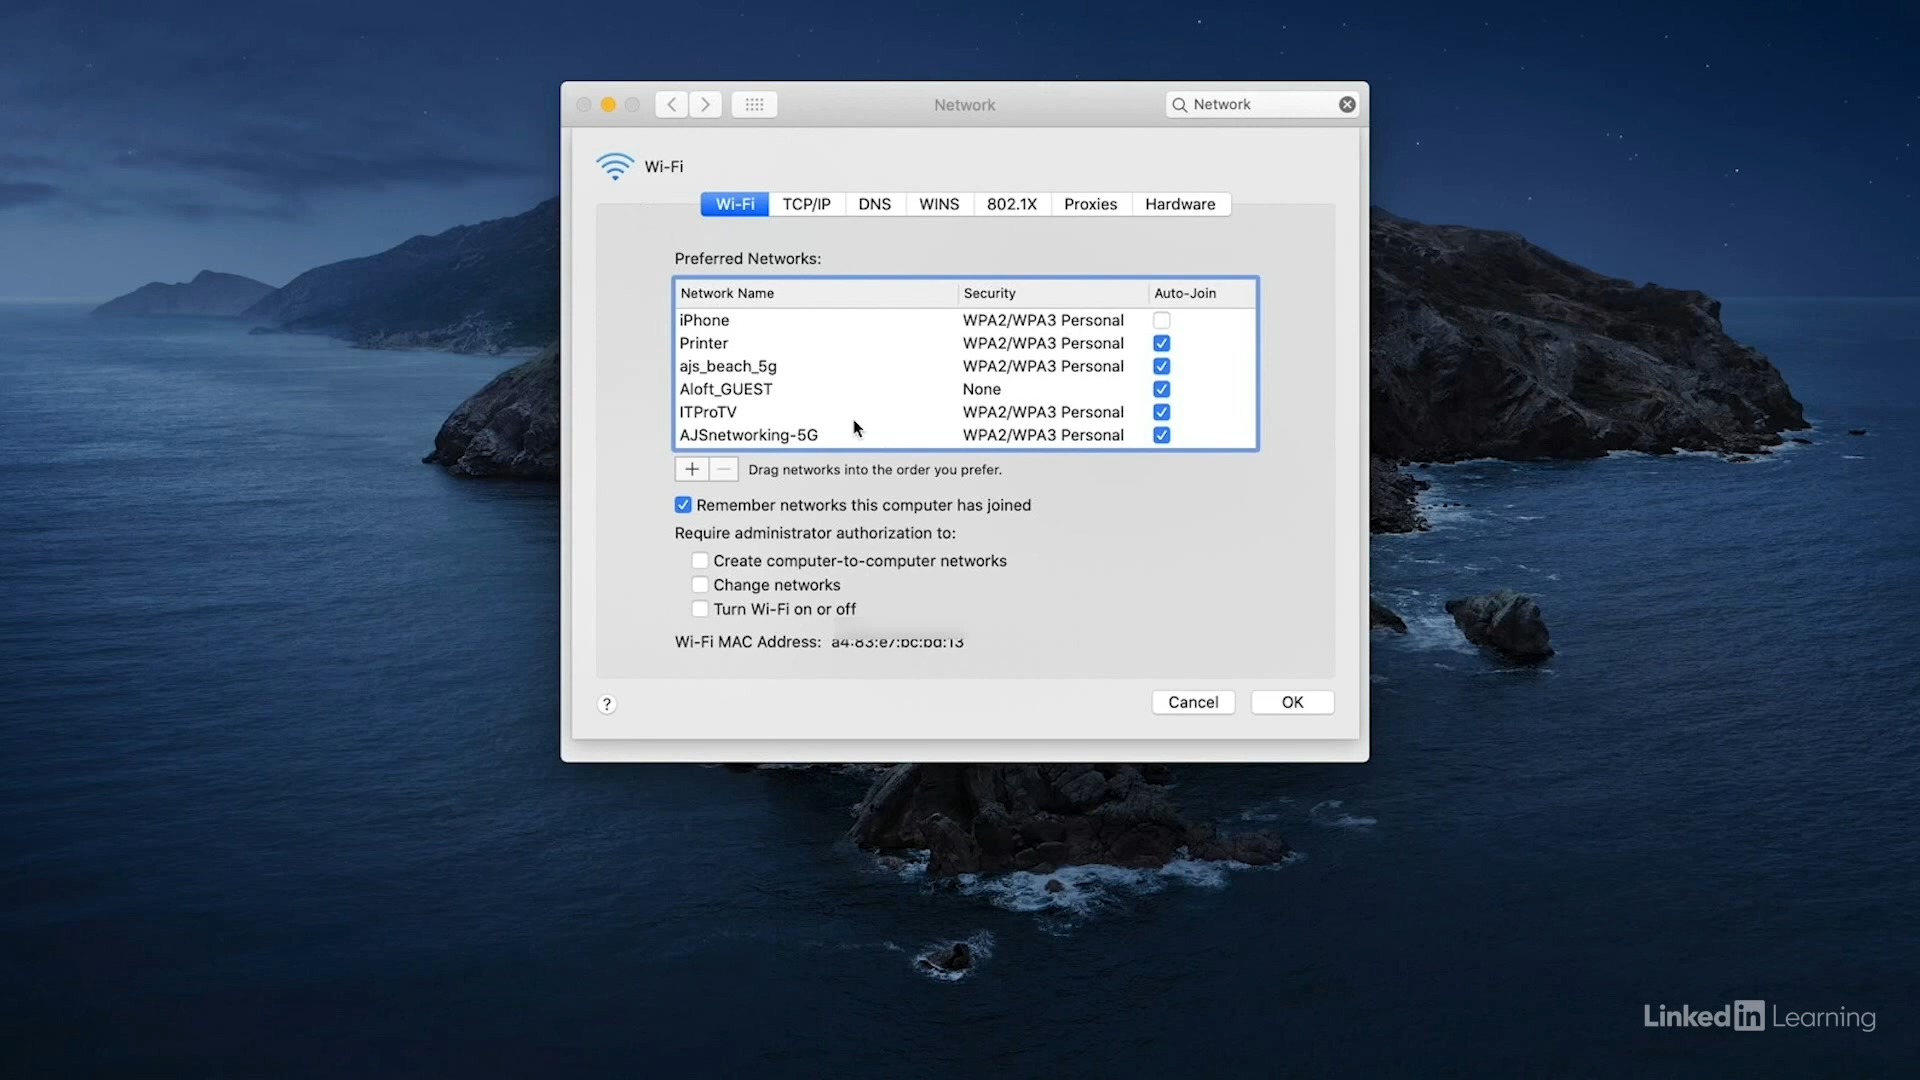 Network
Network
Wi-Fi
Wi-Fi TCP/IP DNS WINS 802.1X Proxies Hardware
Preferred Networks:
Network Name Security Auto-Join
iPhone WPA2/WPA3 Personal
Printer WPA2/WPA3 Personal
ajs_beach_5g WPA2/WPA3 Personal
Aloft_GUEST None
ITProTV WPA2/WPA3 Personal
AJSnetworking-5G WPA2/WPA3 Personal
+ − Drag networks into the order you prefer.
Remember networks this computer has joined
Require administrator authorization to:
Create computer-to-computer networks
Change networks
Turn Wi-Fi on or off
Wi-Fi MAC Address:
? Cancel OK
LinkedIn Learning